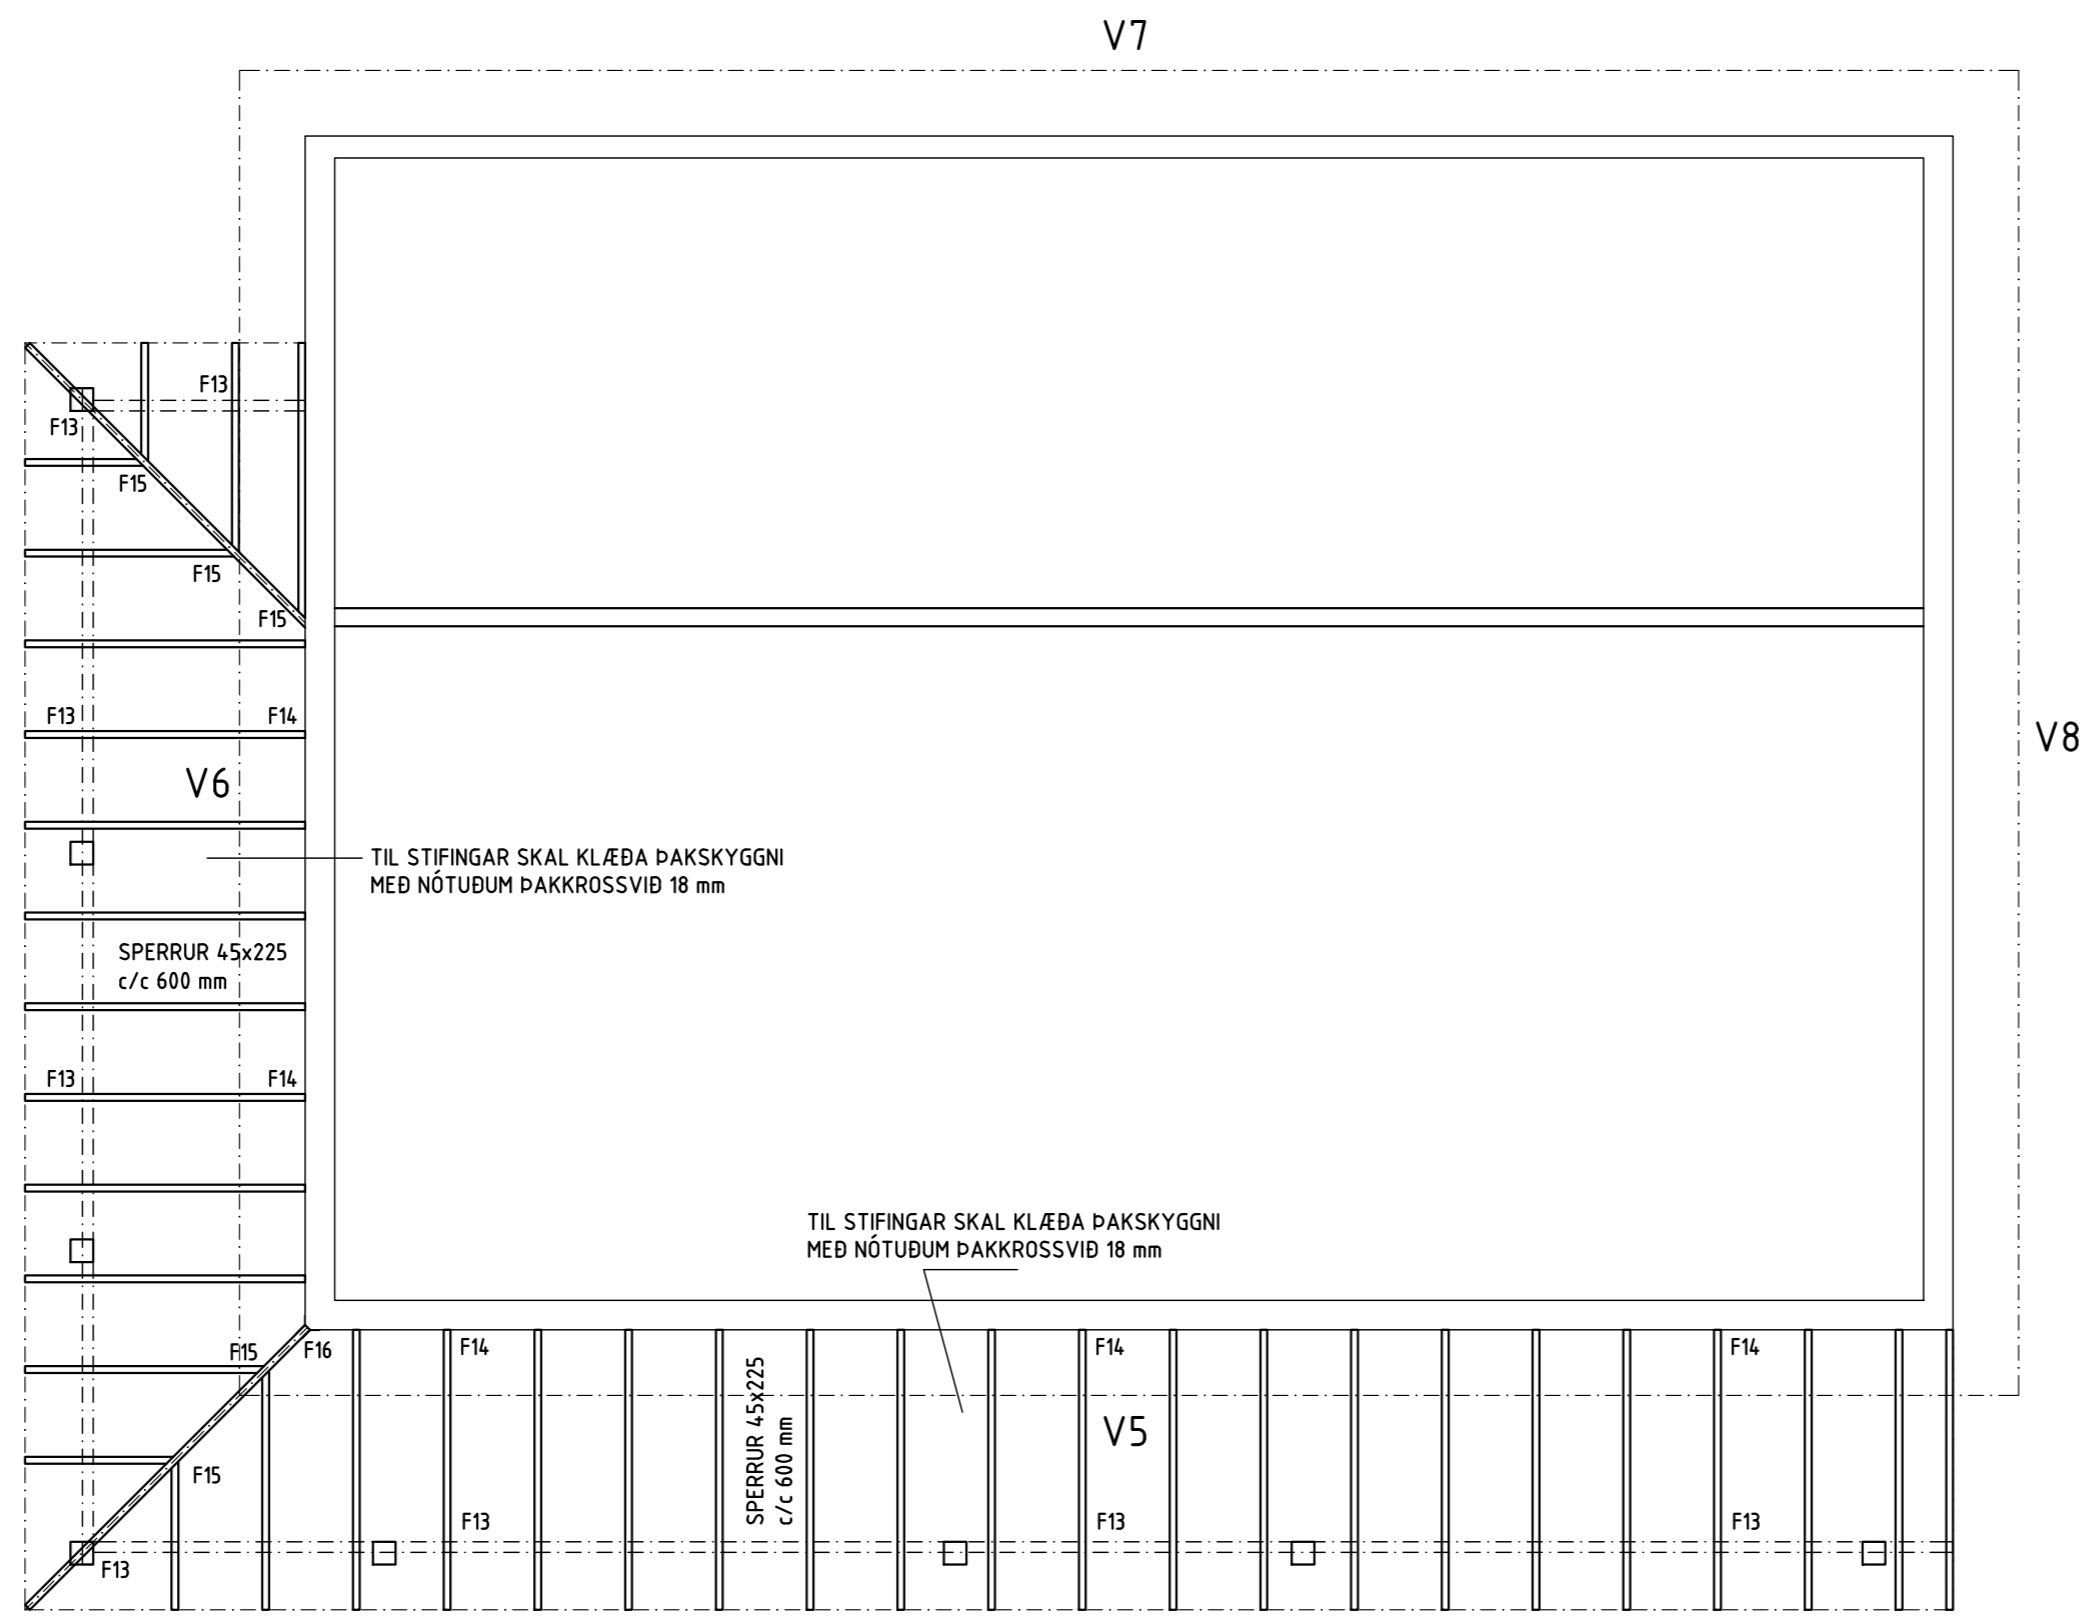 V7
F13
F13
F15
F15
F15
F13
F14
V6
V8
TIL STIFINGAR SKAL KLÆÐA ÞAKSKYGGNI
MEÐ NÓTUÐUM ÞAKKROSSVIÐ 18 mm
SPERRUR 45x225
c/c 600 mm
F13
F14
TIL STIFINGAR SKAL KLÆÐA ÞAKSKYGGNI
MEÐ NÓTUÐUM ÞAKKROSSVIÐ 18 mm
F15
F16
F14
F14
F14
SPERRUR 45x225
c/c 600 mm
V5
F15
F13
F13
F13
F13